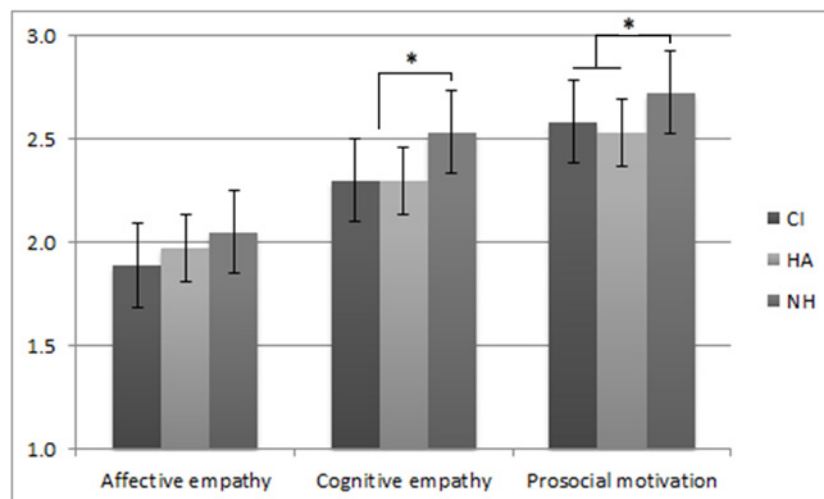 3.0
2.5
2.0
1.5
1.0
*
*
Affective empathy
Cognitive empathy
Prosocial motivation
CI
HA
NH